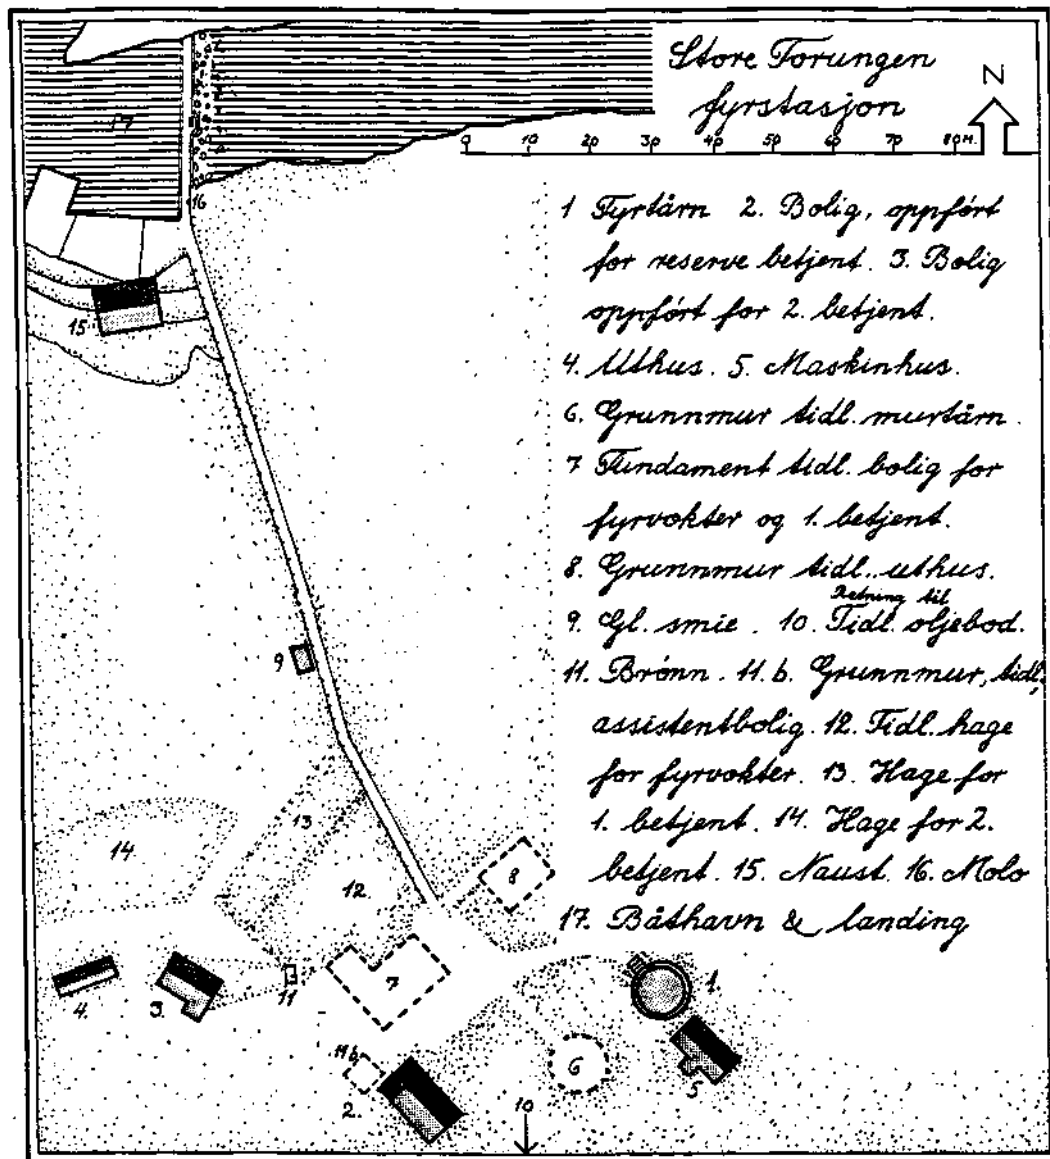 Store Torungen
fyrstasjon
N
0 10 20 30 40 50 60 70 80 M.
1 Fyrtårn 2. Bolig, oppført
for reserve betjent. 3. Bolig
oppført for 2. betjent.
4. Uthus. 5. Maskinhus.
6. Grunnmur tidl. murtårn.
7 Fundament tidl. bolig for
fyrvokter og 1. betjent.
8. Grunnmur tidl. uthus.
Retning til
9. Gl. smie. 10. Tidl. oljebod.
11. Brønn. 11. b. Grunnmur, tidl.
assistentbolig. 12. Tidl. hage
for fyrvokter. 13. Hage for
1. betjent. 14. Hage for 2.
betjent. 15. Naust. 16. Molo
17. Båthavn & landing
17
16
15
9
13
14
12
8
7
11
4.
3.
1.
11 b
6
5
2.
10